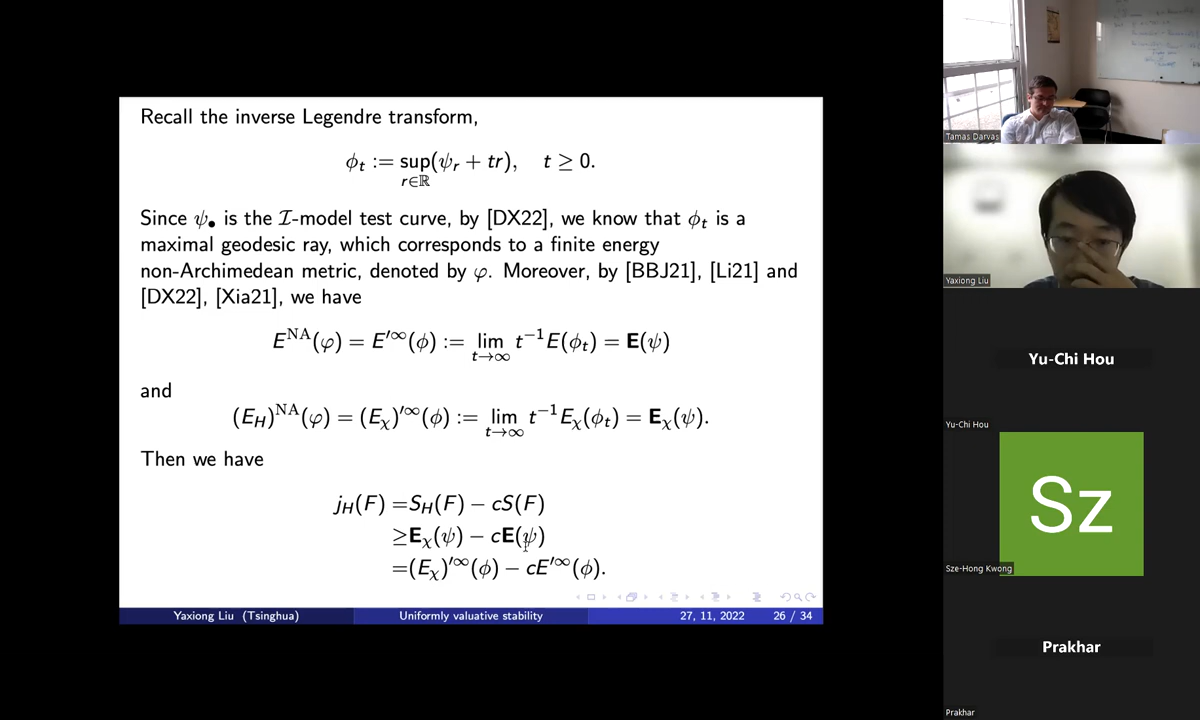 Recall the inverse Legendre transform,
ϕ_t := sup_{r∈ℝ}(ψ_r + tr), t ≥ 0.
Since ψ_• is the ℐ-model test curve, by [DX22], we know that ϕ_t is a
maximal geodesic ray, which corresponds to a finite energy
non-Archimedean metric, denoted by φ. Moreover, by [BBJ21], [Li21] and
[DX22], [Xia21], we have
E^NA(φ) = E′^∞(ϕ) := lim_{t→∞} t^{−1}E(ϕ_t) = E(ψ)
and
(E_H)^NA(φ) = (E_χ)′^∞(ϕ) := lim_{t→∞} t^{−1}E_χ(ϕ_t) = E_χ(ψ).
Then we have
j_H(F) =S_H(F) − cS(F)
≥E_χ(ψ) − cE(ψ)
=(E_χ)′^∞(ϕ) − cE′^∞(ϕ).
Yaxiong Liu (Tsinghua) Uniformly valuative stability 27, 11, 2022 26 / 34
Tamas Darvas
Yaxiong Liu
Yu-Chi Hou
Yu-Chi Hou
Sz
Sze-Hong Kwong
Prakhar
Prakhar